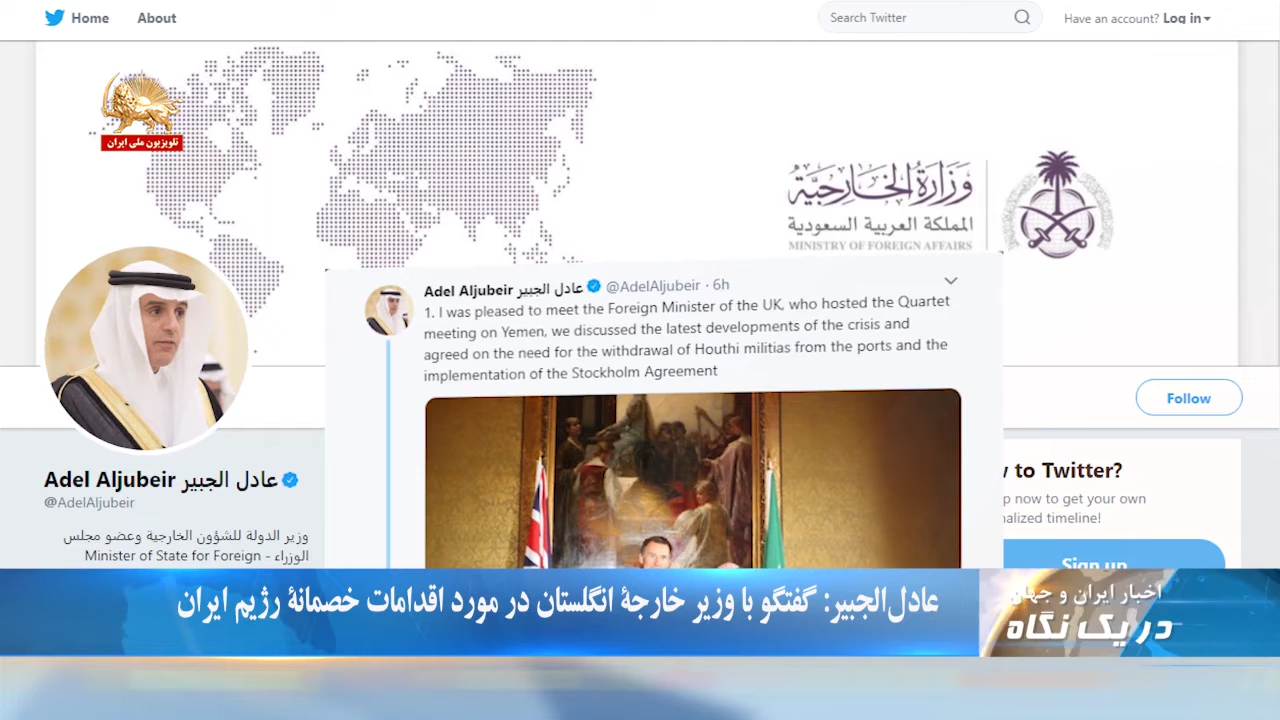 Home
About
Search Twitter
Have an account? Log in
تلویزیون ملی ایران
وزارة الخارجية
المملكة العربية السعودية
MINISTRY OF FOREIGN AFFAIRS
Adel Aljubeir عادل الجبير @AdelAljubeir · 6h
1. I was pleased to meet the Foreign Minister of the UK, who hosted the Quartet
meeting on Yemen, we discussed the latest developments of the crisis and
agreed on the need for the withdrawal of Houthi militias from the ports and the
implementation of the Stockholm Agreement
Follow
Adel Aljubeir عادل الجبير
@AdelAljubeir
وزير الدولة للشؤون الخارجية وعضو مجلس
الوزراء - Minister of State for Foreign
to Twitter?
now to get your own
timeline!
Sign up
عادل‌الجبیر: گفتگو با وزیر خارجهٔ انگلستان در مورد اقدامات خصمانهٔ رژیم ایران
اخبار ایران و جهان
در یک نگاه